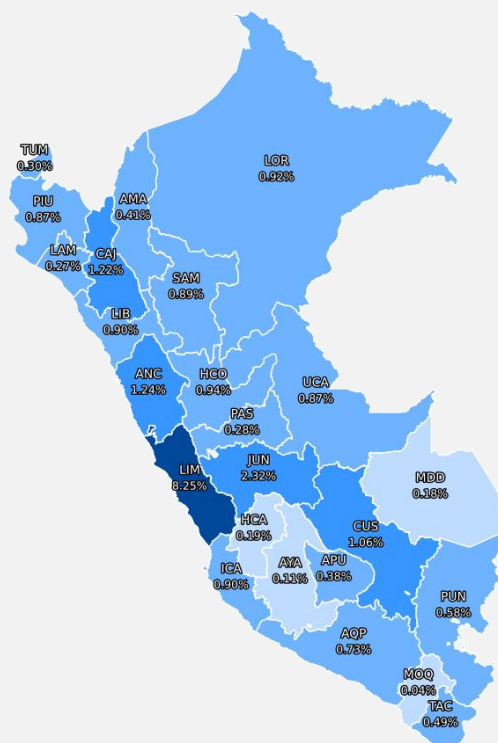 LOR
0.92%
TUM
0.30%
AMA
0.41%
PIU
0.87%
LAM
0.27%
CAJ
1.22%
SAM
0.89%
LIB
0.90%
ANC
1.24%
HCO
0.94%
UCA
0.87%
PAS
0.28%
LIM
8.25%
JUN
2.32%
MDD
0.18%
HCA
0.19%
CUS
1.06%
ICA
0.90%
AYA
0.11%
APU
0.38%
PUN
0.58%
AQP
0.73%
MOQ
0.04%
TAC
0.49%